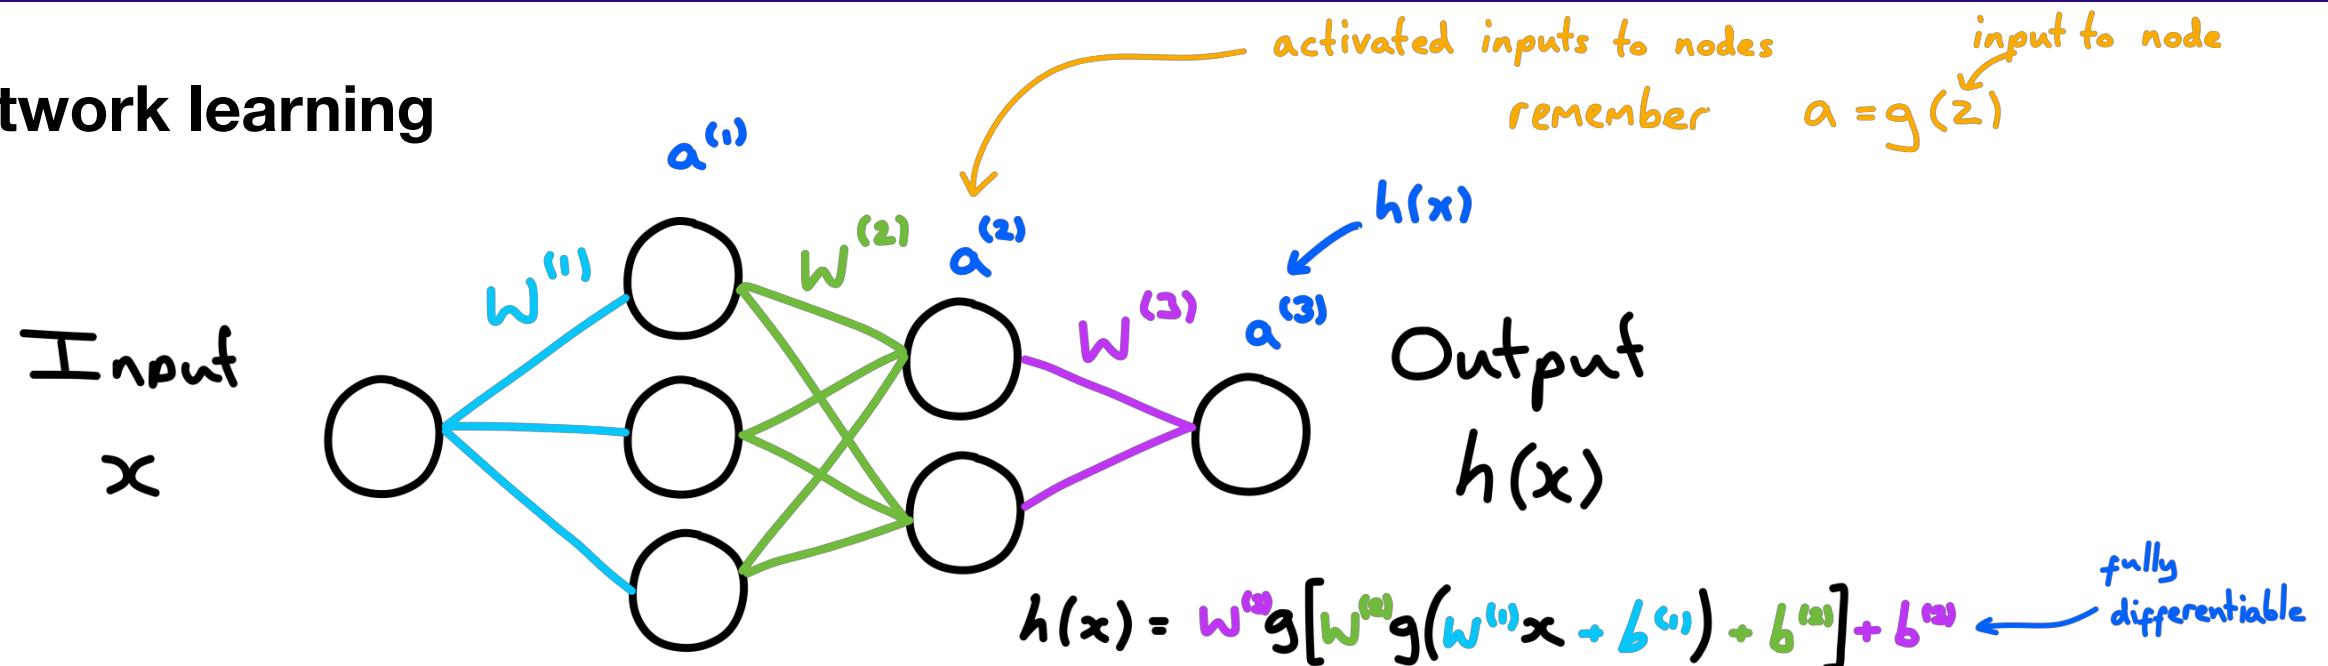 activated inputs to nodes
input to node
twork learning
remember a = g(z)
a⁽¹⁾
h(x)
W⁽¹⁾
W⁽²⁾
a⁽²⁾
W⁽³⁾
a⁽³⁾
Input
x
Output
h(x)
fully
differentiable
h(x) = W⁽³⁾g[W⁽²⁾g(W⁽¹⁾x + b⁽¹⁾) + b⁽²⁾] + b⁽³⁾